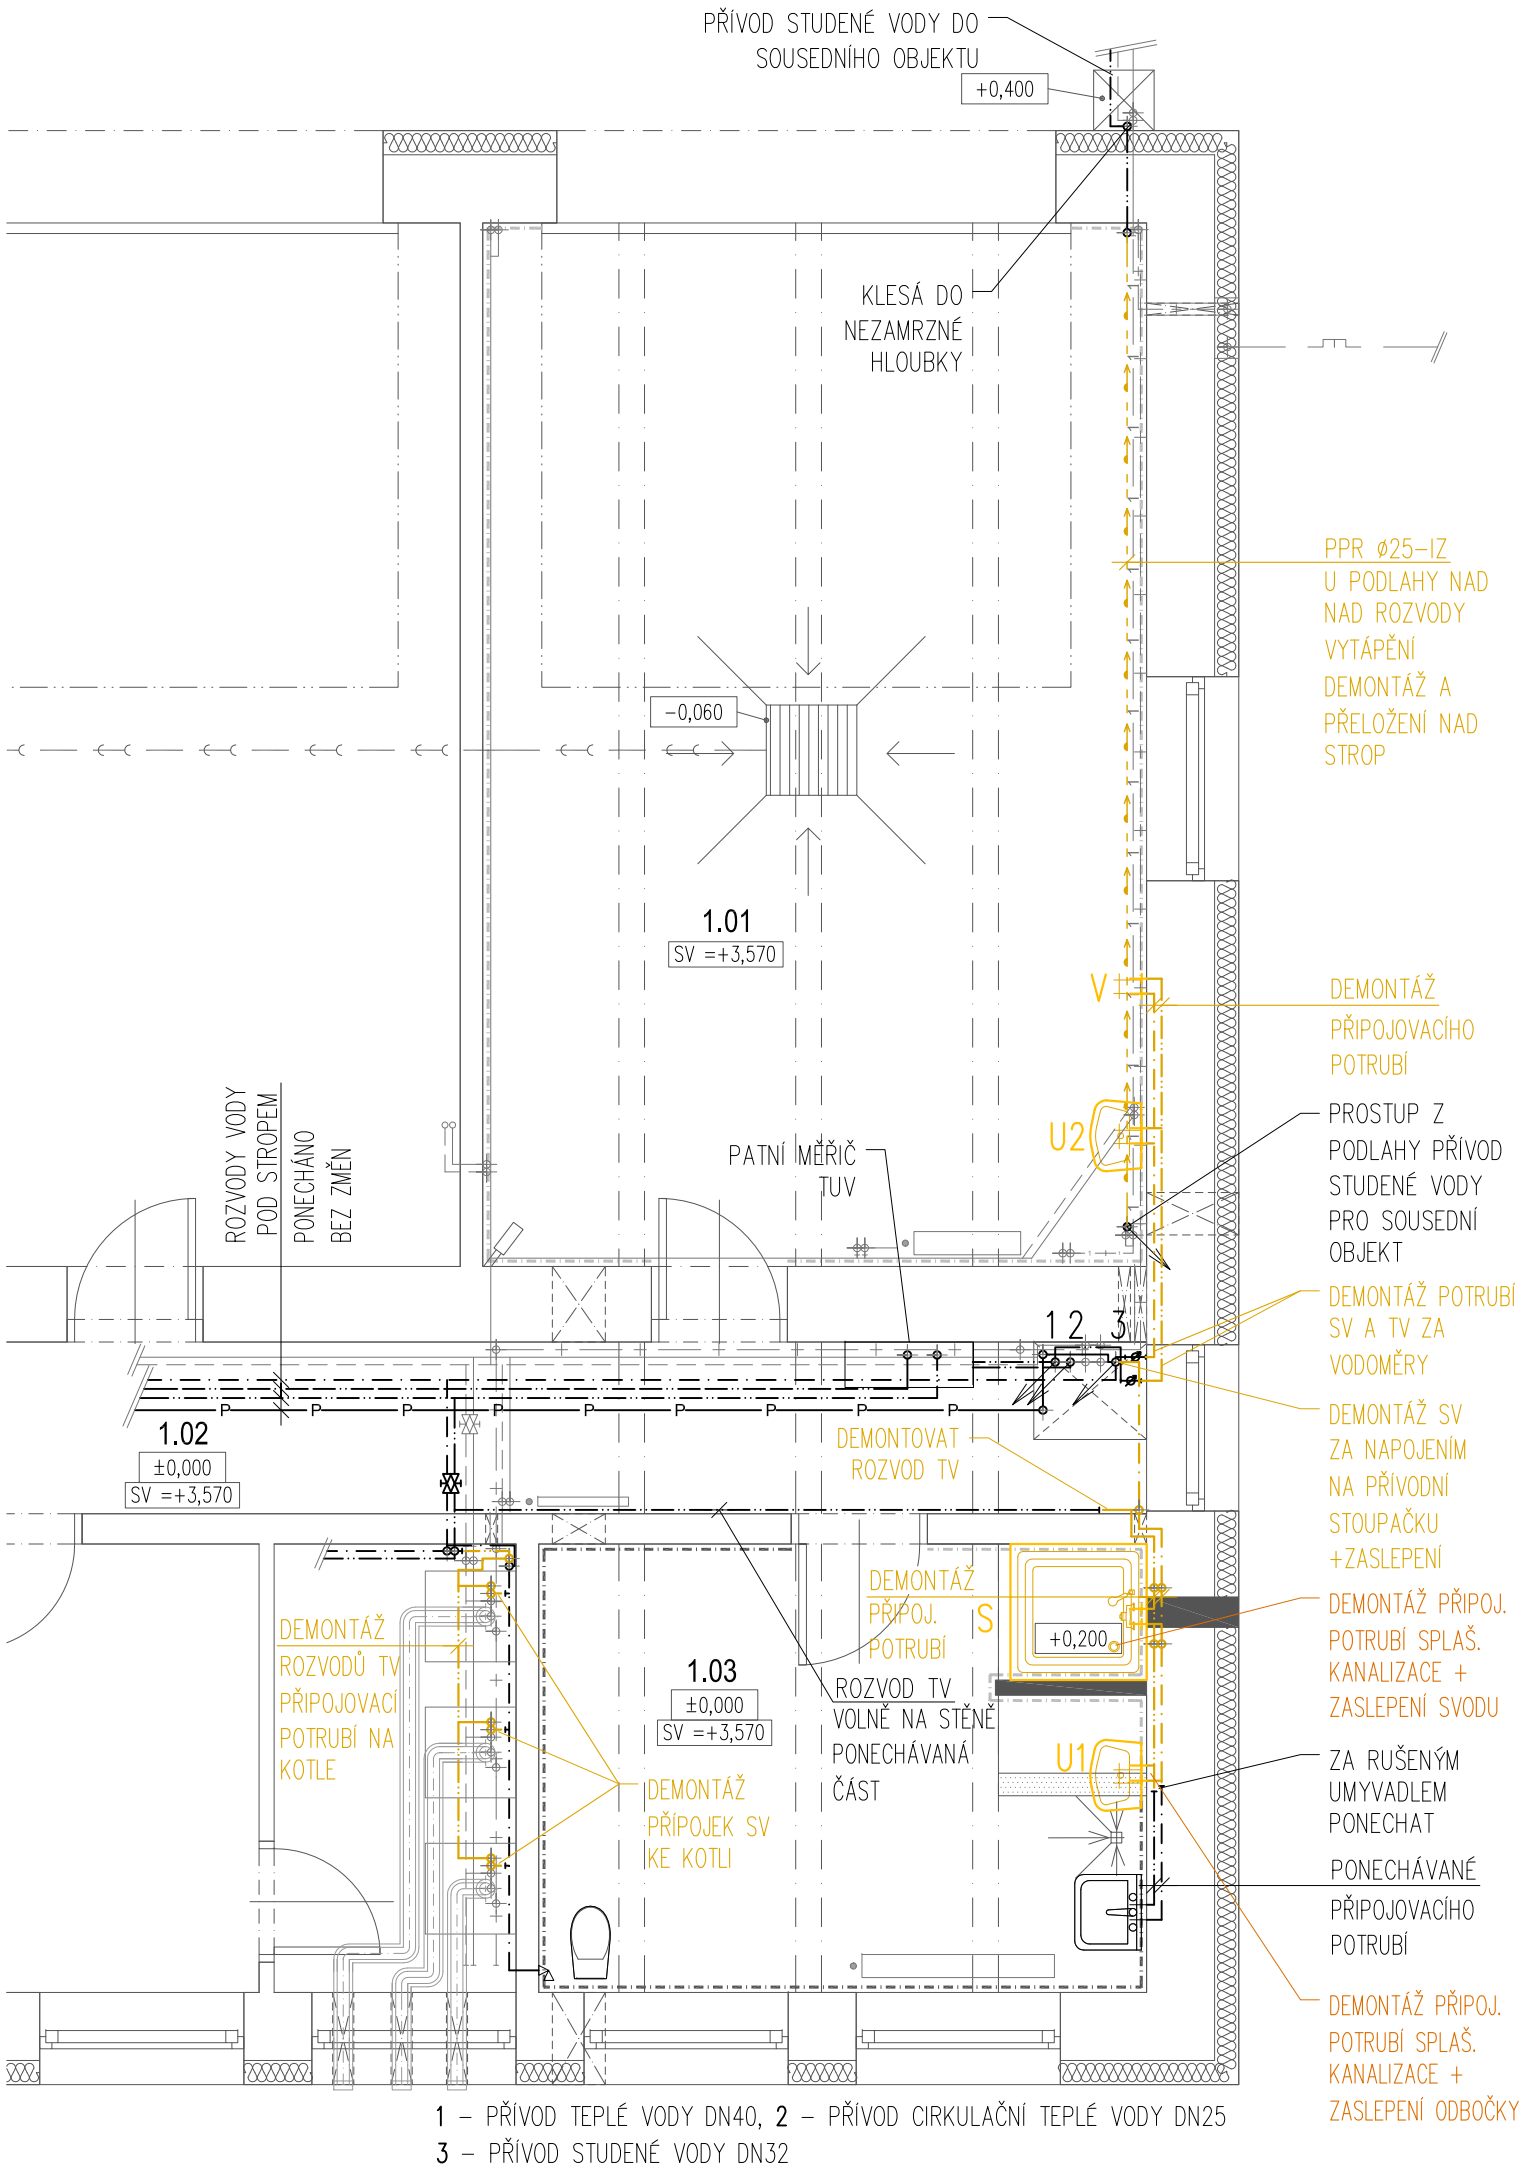 PŘÍVOD STUDENÉ VODY DO
SOUSEDNÍHO OBJEKTU
+0,400
KLESÁ DO
NEZAMRZNÉ
HLOUBKY
PPR ø25-IZ
U PODLAHY NAD
NAD ROZVODY
VYTÁPĚNÍ
DEMONTÁŽ A
PŘELOŽENÍ NAD
STROP
-0,060
1.01
SV =+3,570
V
DEMONTÁŽ
PŘIPOJOVACÍHO
POTRUBÍ
U2
PROSTUP Z
PODLAHY PŘÍVOD
STUDENÉ VODY
PRO SOUSEDNÍ
OBJEKT
ROZVODY VODY
POD STROPEM
PONECHÁNO
BEZ ZMĚN
PATNÍ MĚŘIČ
TUV
1 2 3
DEMONTÁŽ POTRUBÍ
SV A TV ZA
VODOMĚRY
P P P P P P P P P
1.02
±0,000
SV =+3,570
DEMONTOVAT
ROZVOD TV
DEMONTÁŽ SV
ZA NAPOJENÍM
NA PŘÍVODNÍ
STOUPAČKU
+ZASLEPENÍ
DEMONTÁŽ
PŘIPOJ.
POTRUBÍ
S
+0,200
DEMONTÁŽ PŘIPOJ.
POTRUBÍ SPLAŠ.
KANALIZACE +
ZASLEPENÍ SVODU
DEMONTÁŽ
ROZVODŮ TV
PŘIPOJOVACÍ
POTRUBÍ NA
KOTLE
1.03
±0,000
SV =+3,570
ROZVOD TV
VOLNĚ NA STĚNĚ
PONECHÁVANÁ
ČÁST
DEMONTÁŽ
PŘÍPOJEK SV
KE KOTLI
U1
ZA RUŠENÝM
UMYVADLEM
PONECHAT
PONECHÁVANÉ
PŘIPOJOVACÍHO
POTRUBÍ
DEMONTÁŽ PŘIPOJ.
POTRUBÍ SPLAŠ.
KANALIZACE +
ZASLEPENÍ ODBOČKY
1 - PŘÍVOD TEPLÉ VODY DN40, 2 - PŘÍVOD CIRKULAČNÍ TEPLÉ VODY DN25
3 - PŘÍVOD STUDENÉ VODY DN32